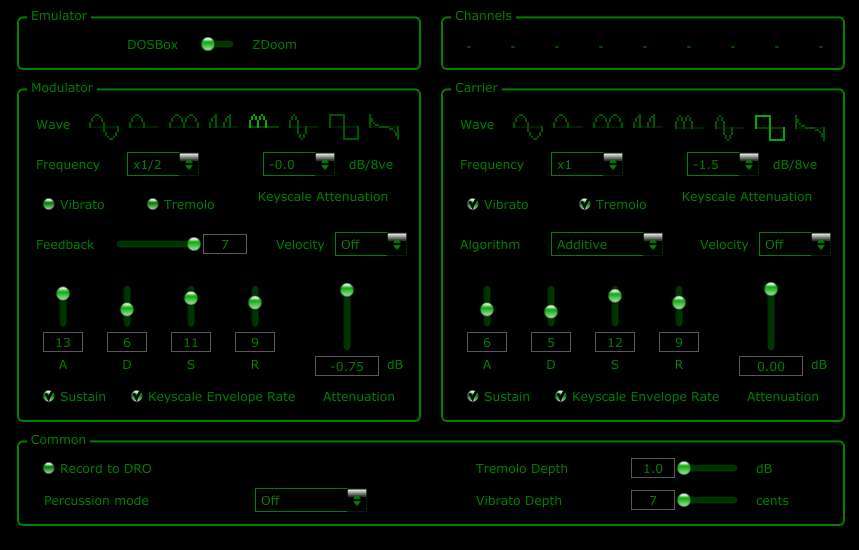 Emulator
DOSBox ZDoom
Channels
- - - - - - - - -
Modulator
Wave
Frequency x1/2 -0.0 dB/8ve
Keyscale Attenuation
Vibrato Tremolo
Feedback 7 Velocity Off
13 6 11 9
A D S R
-0.75 dB
Sustain Keyscale Envelope Rate Attenuation
Carrier
Wave
Frequency x1 -1.5 dB/8ve
Keyscale Attenuation
Vibrato Tremolo
Algorithm Additive Velocity Off
6 5 12 9
A D S R
0.00 dB
Sustain Keyscale Envelope Rate Attenuation
Common
Record to DRO Tremolo Depth 1.0 dB
Percussion mode Off Vibrato Depth 7 cents